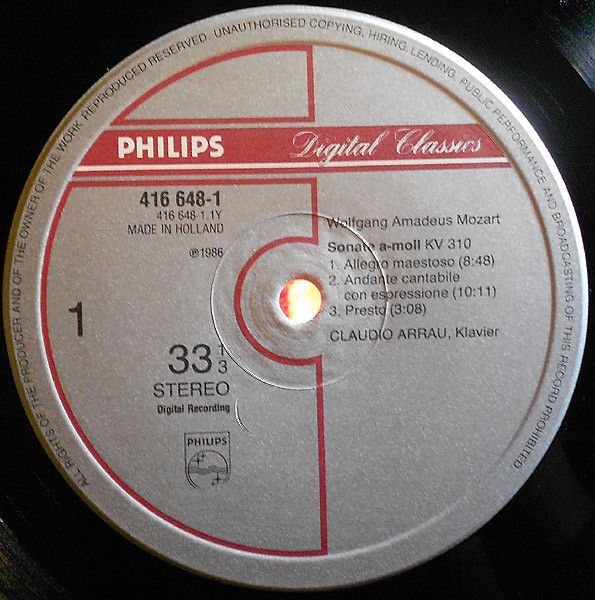 ALL RIGHTS OF THE PRODUCER AND OF THE OWNER OF THE WORK REPRODUCED RESERVED. UNAUTHORISED COPYING, HIRING, LENDING, PUBLIC PERFORMANCE AND BROADCASTING OF THIS RECORD PROHIBITED
PHILIPS Digital Classics
416 648-1
416 648-1.1Y
MADE IN HOLLAND
℗1986
1
33 1/3
STEREO
Digital Recording
PHILIPS
Wolfgang Amadeus Mozart
Sonate a-moll KV 310
1. Allegro maestoso (8:48)
2. Andante cantabile
con espressione (10:11)
3. Presto (3:08)
CLAUDIO ARRAU, Klavier